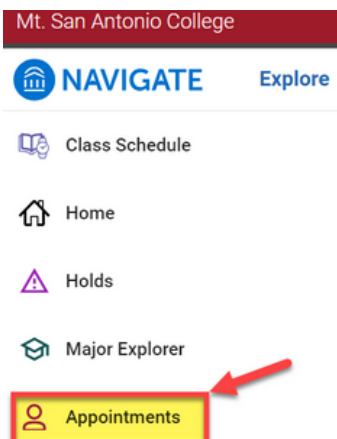 Mt. San Antonio College
NAVIGATE Explore
Class Schedule
Home
Holds
Major Explorer
Appointments